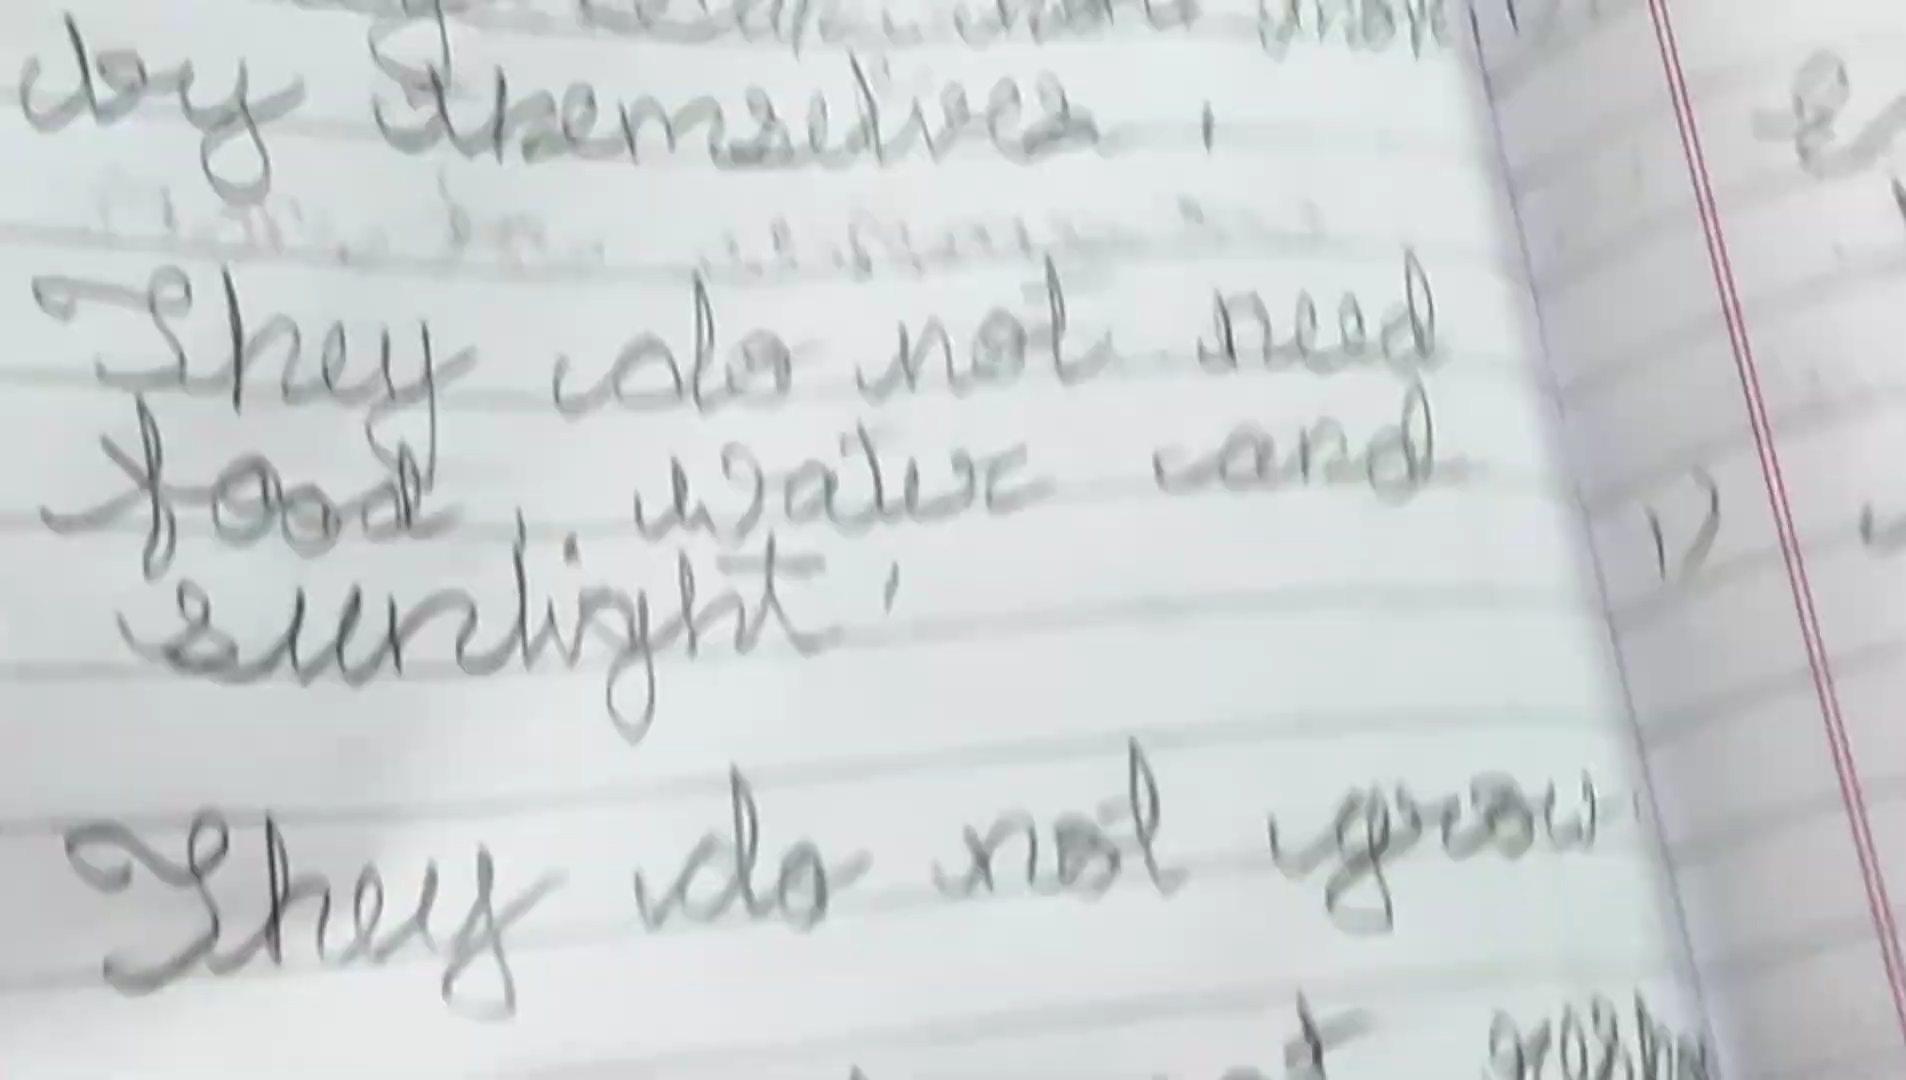 by themselves.
They do not need
food, water and
sunlight.
They do not grow